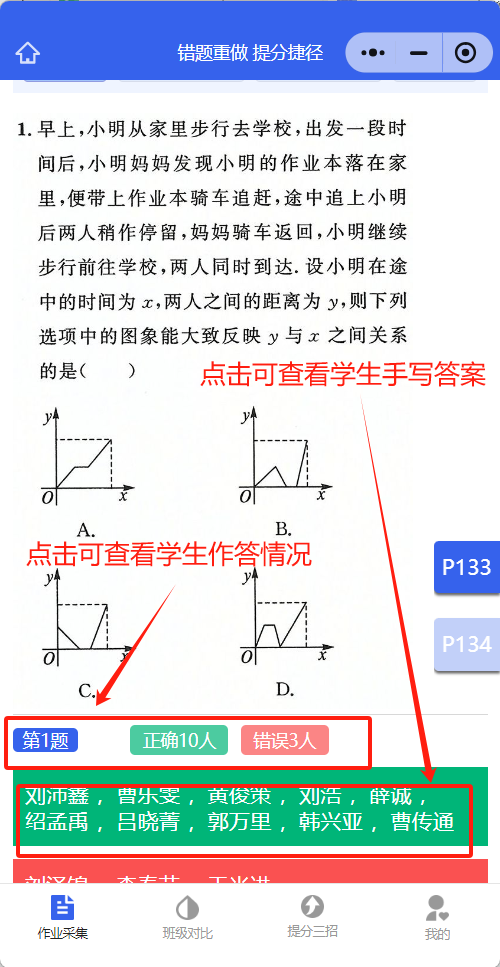 错题重做 提分捷径
1. 早上,小明从家里步行去学校,出发一段时
间后,小明妈妈发现小明的作业本落在家
里,便带上作业本骑车追赶,途中追上小明
后两人稍作停留,妈妈骑车返回,小明继续
步行前往学校,两人同时到达. 设小明在途
中的时间为 x,两人之间的距离为 y,则下列
选项中的图象能大致反映 y 与 x 之间关系
的是(    )
点击可查看学生手写答案
y
O
x
A.
y
O
x
B.
点击可查看学生作答情况
y
O
x
C.
y
O
x
D.
P133
P134
第1题
正确10人
错误3人
刘沛鑫， 曹乐雯， 黄俊策， 刘浩， 薛诚，
绍孟禹， 吕晓菁， 郭万里， 韩兴亚， 曹传通
作业采集
班级对比
提分三招
我的